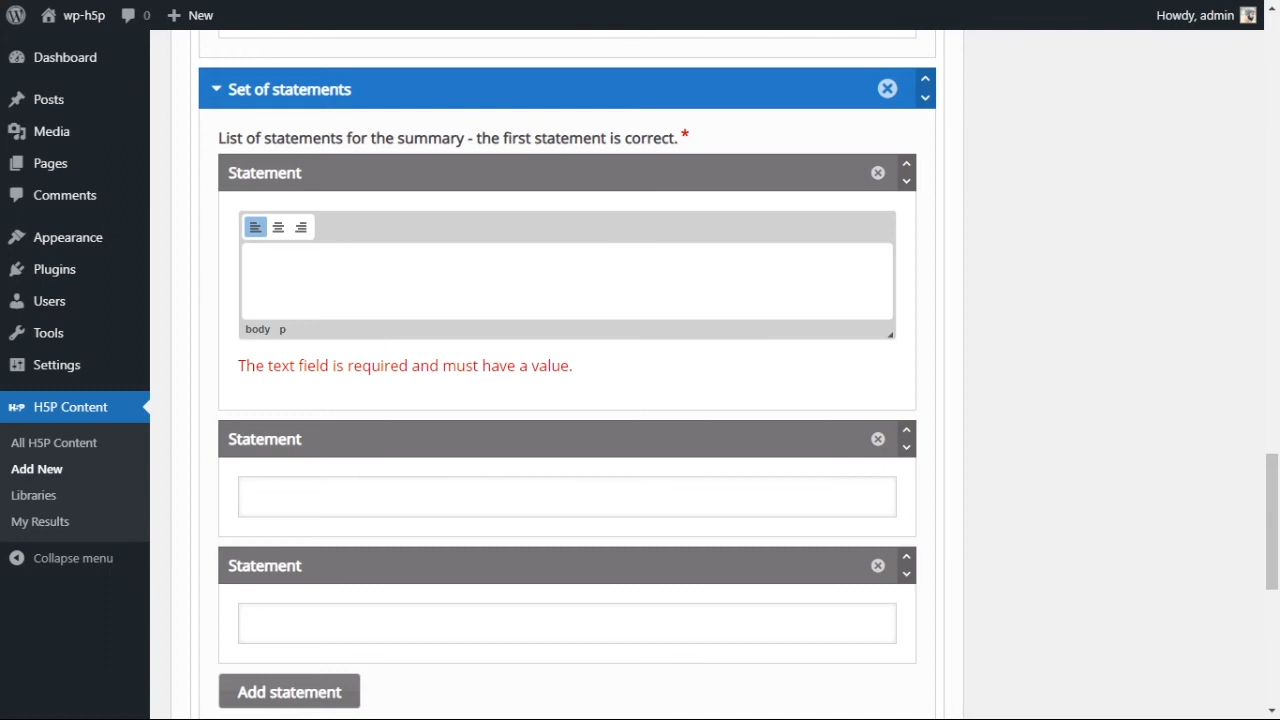 wp-h5p
0
New
Howdy, admin
Dashboard
Posts
Media
Pages
Comments
Appearance
Plugins
Users
Tools
Settings
H5P
H5P Content
All H5P Content
Add New
Libraries
My Results
Collapse menu
Set of statements
List of statements for the summary - the first statement is correct. *
Statement
body p
The text field is required and must have a value.
Statement
Statement
Add statement